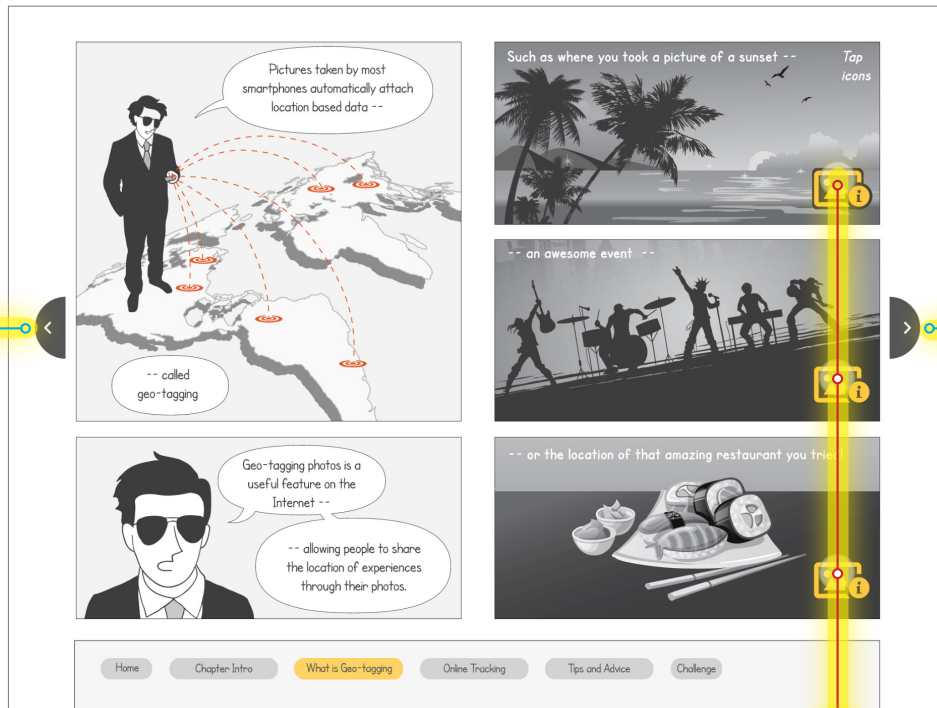 Pictures taken by most
smartphones automatically attach
location based data --
-- called
geo-tagging
Such as where you took a picture of a sunset --
Tap
icons
-- an awesome event --
Geo-tagging photos is a
useful feature on the
Internet --
-- allowing people to share
the location of experiences
through their photos.
-- or the location of that amazing restaurant you tried!
Home
Chapter Intro
What is Geo-tagging
Online Tracking
Tips and Advice
Challenge